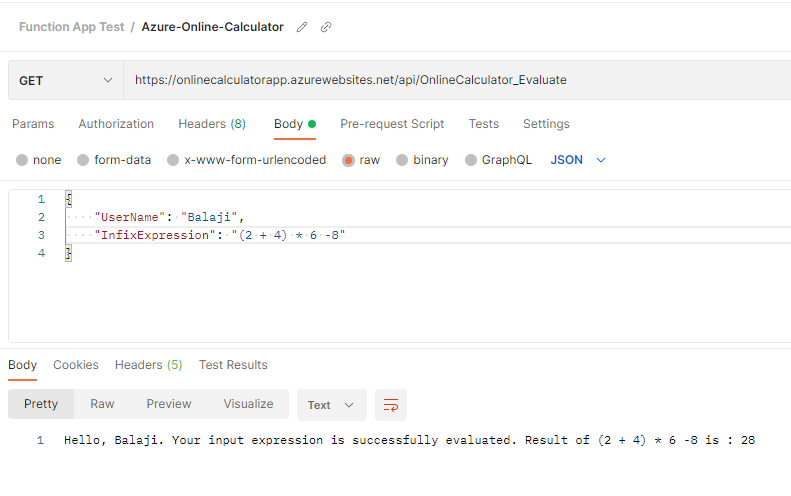 Function App Test / Azure-Online-Calculator
GET https://onlinecalculatorapp.azurewebsites.net/api/OnlineCalculator_Evaluate
Params Authorization Headers (8) Body Pre-request Script Tests Settings
none form-data x-www-form-urlencoded raw binary GraphQL JSON
1 {
2 "UserName": "Balaji",
3 "InfixExpression": "(2 + 4) * 6 -8"
4 }
Body Cookies Headers (5) Test Results
Pretty Raw Preview Visualize Text
1 Hello, Balaji. Your input expression is successfully evaluated. Result of (2 + 4) * 6 -8 is : 28